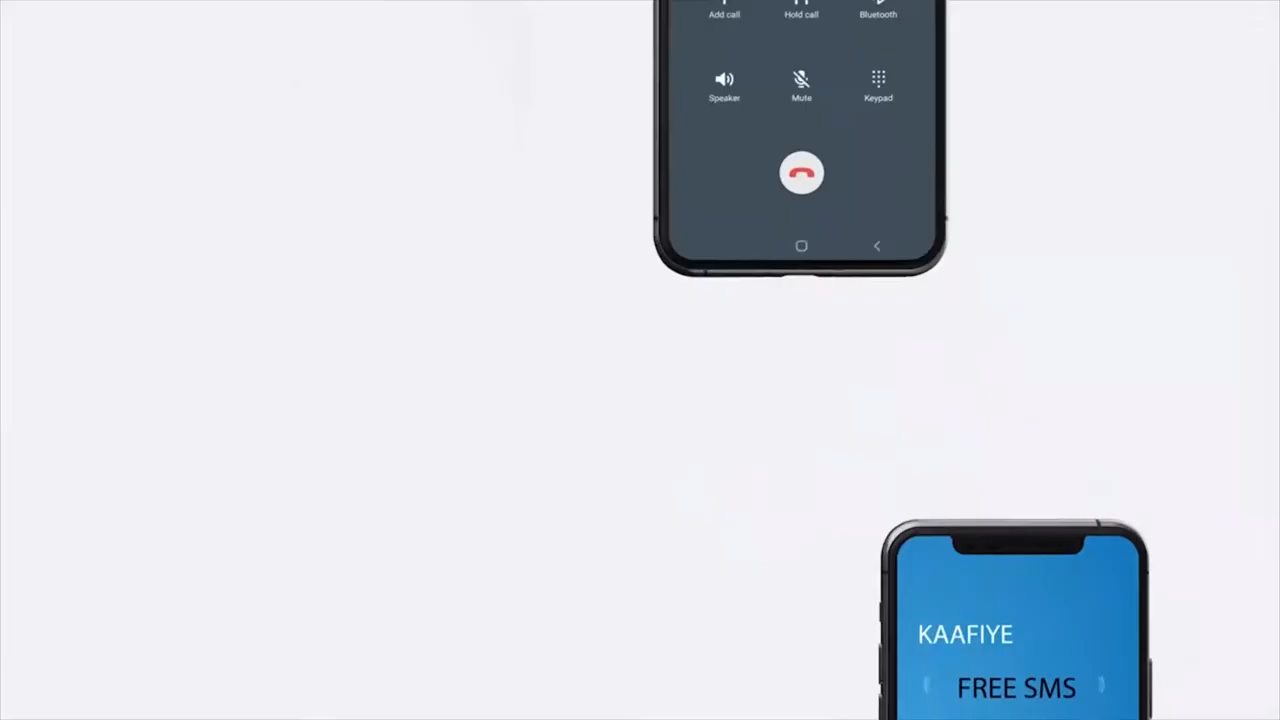 Add call Hold call Bluetooth
Speaker Mute Keypad
KAAFIYE
FREE SMS